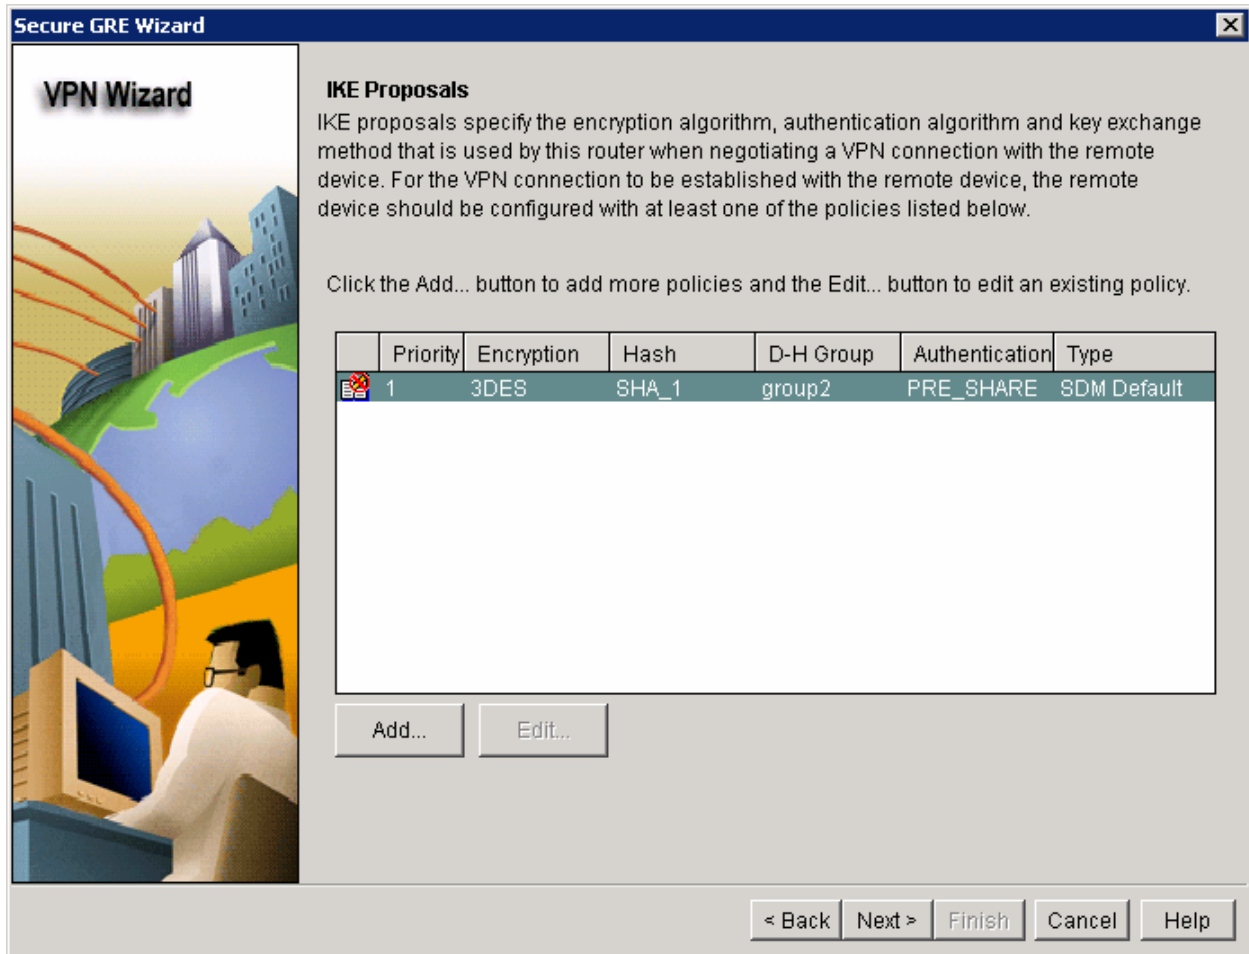 Secure GRE Wizard
VPN Wizard
IKE Proposals
IKE proposals specify the encryption algorithm, authentication algorithm and key exchange
method that is used by this router when negotiating a VPN connection with the remote
device. For the VPN connection to be established with the remote device, the remote
device should be configured with at least one of the policies listed below.
Click the Add... button to add more policies and the Edit... button to edit an existing policy.
Priority Encryption Hash D-H Group Authentication Type
1 3DES SHA_1 group2 PRE_SHARE SDM Default
Add... Edit...
< Back Next > Finish Cancel Help